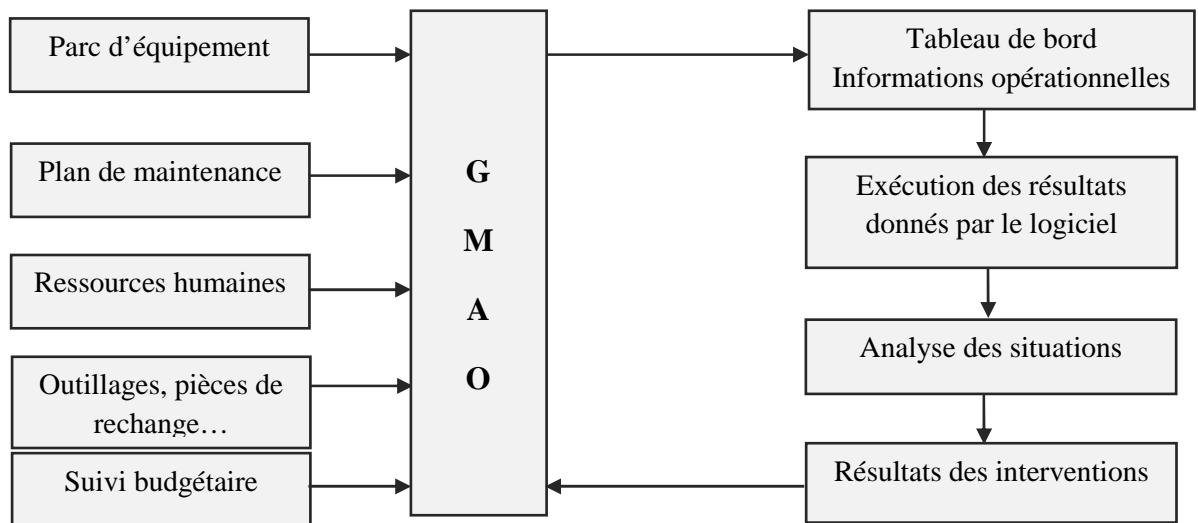 Parc d'équipement
Plan de maintenance
Ressources humaines
Outillages, pièces de
rechange…
Suivi budgétaire
G
M
A
O
Tableau de bord
Informations opérationnelles
Exécution des résultats
donnés par le logiciel
Analyse des situations
Résultats des interventions